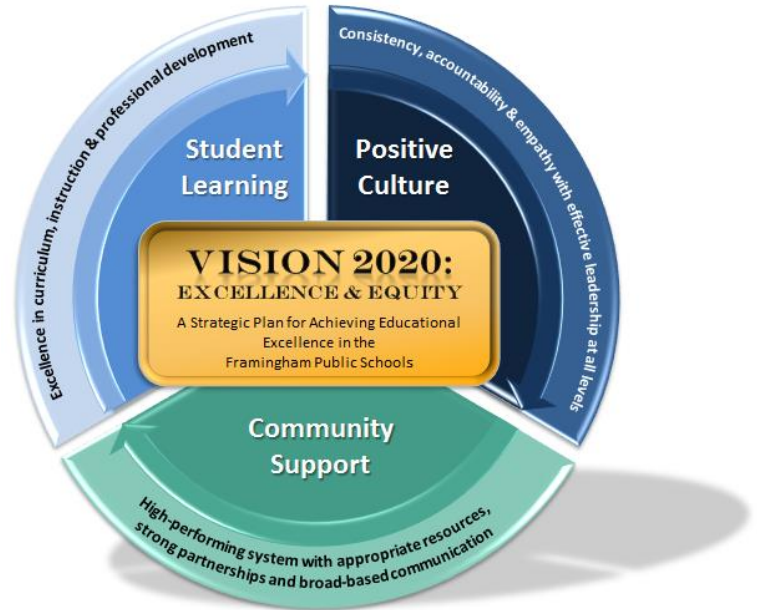 Excellence in curriculum, instruction & professional development
Consistency, accountability & empathy with effective leadership at all levels
Student
Learning
Positive
Culture
VISION 2020:
EXCELLENCE & EQUITY
A Strategic Plan for Achieving Educational
Excellence in the
Framingham Public Schools
Community
Support
High-performing system with appropriate resources,
strong partnerships and broad-based communication